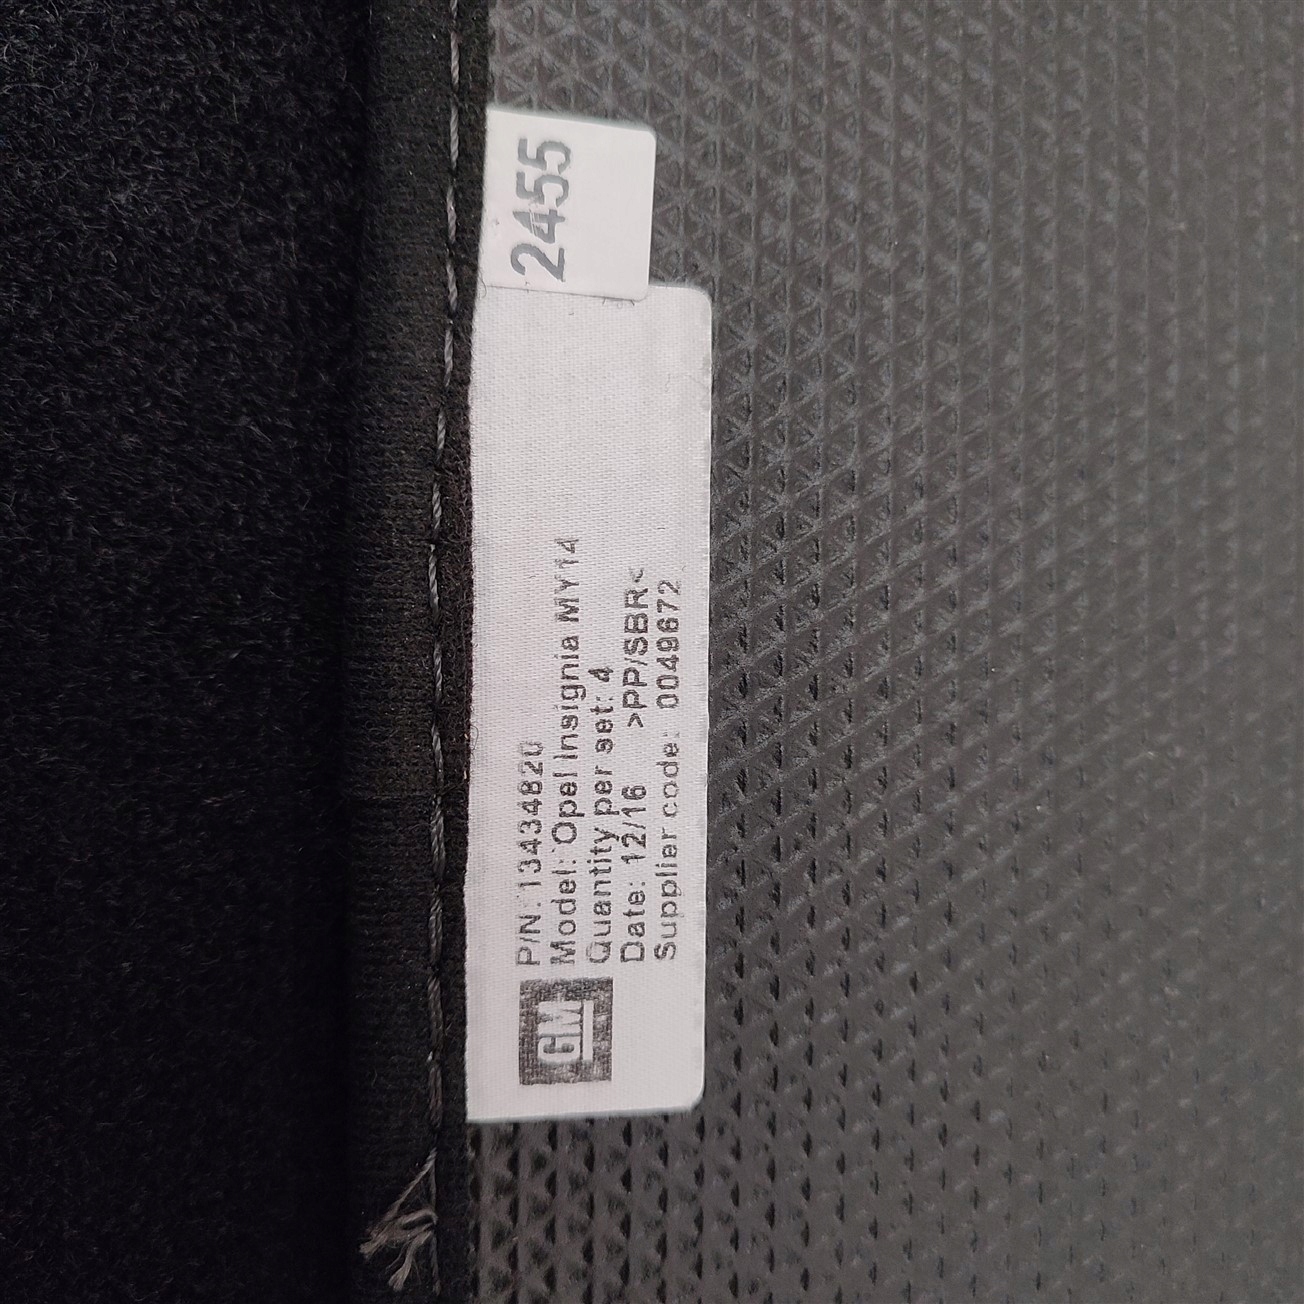 2455
GM
P/N: 13434820
Model: Opel Insignia MY14
Quantity per set: 4
Date: 12/16 >PP/SBR<
Supplier code: 0049672